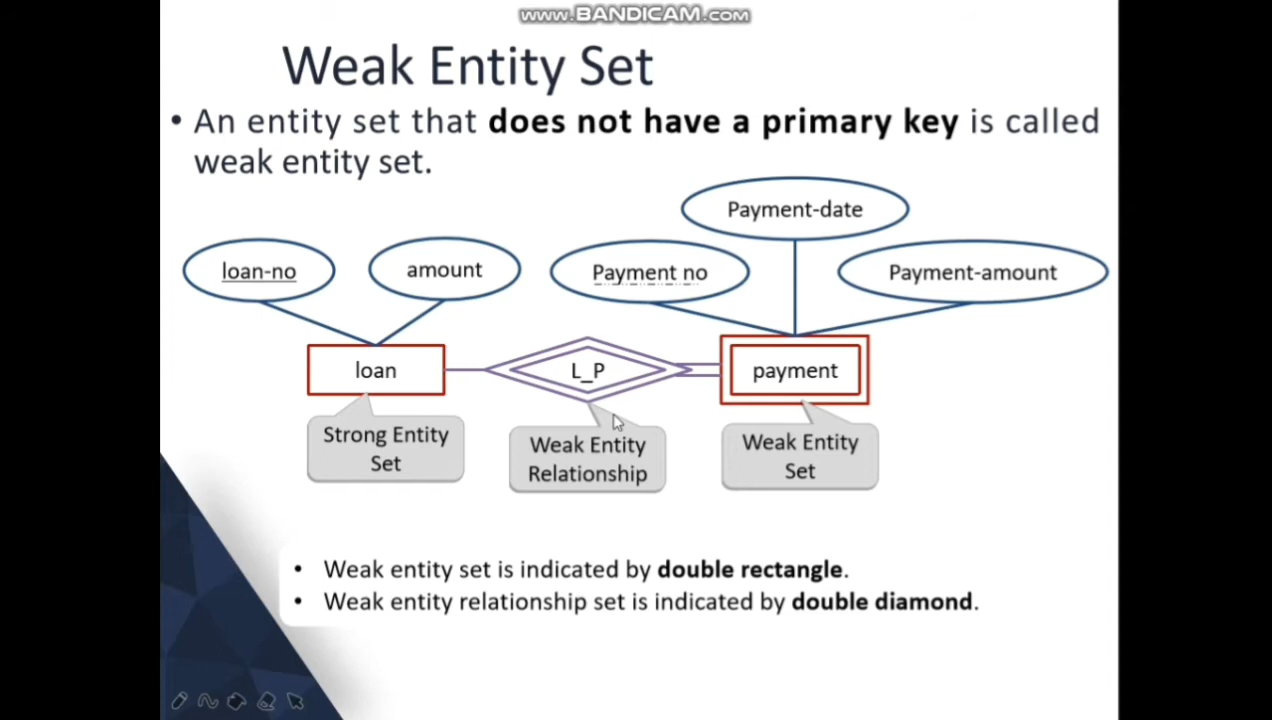 www.BANDICAM.com
Weak Entity Set
• An entity set that does not have a primary key is called
weak entity set.
Payment-date
loan-no
amount
Payment no
Payment-amount
loan
L_P
payment
Strong Entity
Set
Weak Entity
Relationship
Weak Entity
Set
• Weak entity set is indicated by double rectangle.
• Weak entity relationship set is indicated by double diamond.